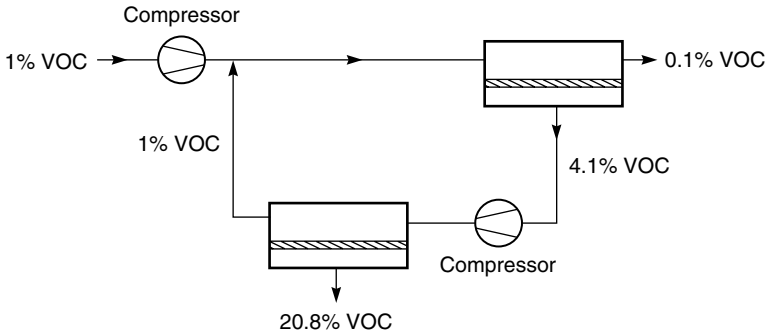 Compressor
1% VOC
0.1% VOC
1% VOC
4.1% VOC
Compressor
20.8% VOC